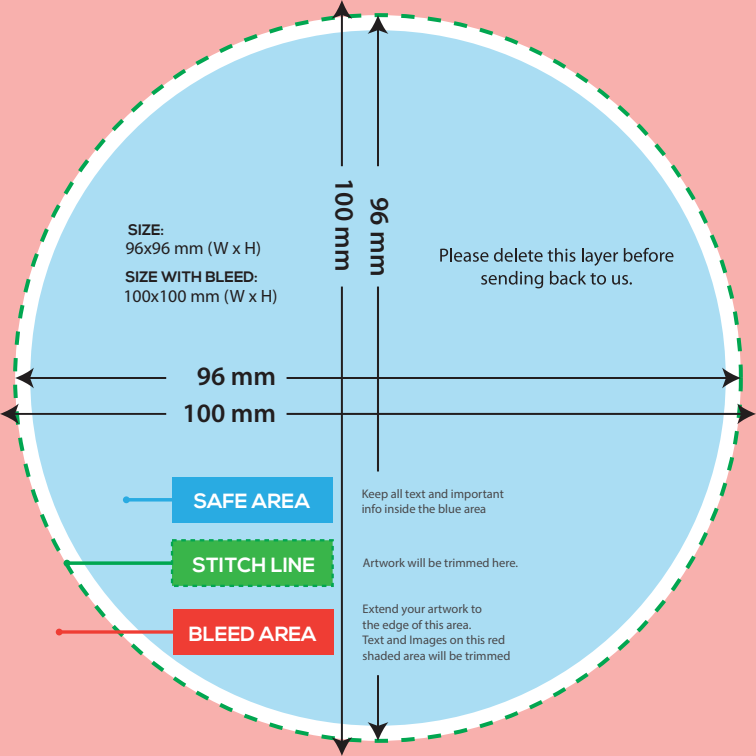 100 mm
96 mm
SIZE:
96x96 mm (W x H)
SIZE WITH BLEED:
100x100 mm (W x H)
Please delete this layer before
sending back to us.
96 mm
100 mm
SAFE AREA
Keep all text and important
info inside the blue area
STITCH LINE
Artwork will be trimmed here.
BLEED AREA
Extend your artwork to
the edge of this area.
Text and Images on this red
shaded area will be trimmed